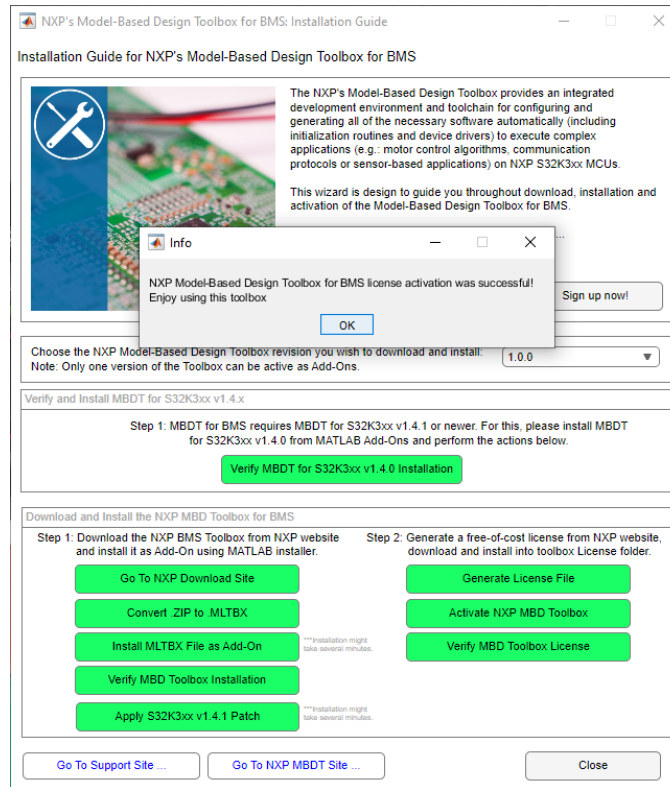 NXP's Model-Based Design Toolbox for BMS: Installation Guide
Installation Guide for NXP's Model-Based Design Toolbox for BMS
The NXP's Model-Based Design Toolbox provides an integrated
development environment and toolchain for configuring and
generating all of the necessary software automatically (including
initialization routines and device drivers) to execute complex
applications (e.g.: motor control algorithms, communication
protocols or sensor-based applications) on NXP S32K3xx MCUs.
This wizard is design to guide you throughout download, installation and
activation of the Model-Based Design Toolbox for BMS.
...
Info
NXP Model-Based Design Toolbox for BMS license activation was successful!
Enjoy using this toolbox
OK
Sign up now!
Choose the NXP Model-Based Design Toolbox revision you wish to download and install:
Note: Only one version of the Toolbox can be active as Add-Ons.
1.0.0
Verify and Install MBDT for S32K3xx v1.4.x
Step 1: MBDT for BMS requires MBDT for S32K3xx v1.4.1 or newer. For this, please install MBDT
for S32K3xx v1.4.0 from MATLAB Add-Ons and perform the actions below.
Verify MBDT for S32K3xx v1.4.0 Installation
Download and Install the NXP MBD Toolbox for BMS
Step 1: Download the NXP BMS Toolbox from NXP website
and install it as Add-On using MATLAB installer.
Go To NXP Download Site
Convert .ZIP to .MLTBX
Install MLTBX File as Add-On
***Installation might
take several minutes.
Verify MBD Toolbox Installation
Apply S32K3xx v1.4.1 Patch
***Installation might
take several minutes.
Step 2: Generate a free-of-cost license from NXP website,
download and install into toolbox License folder.
Generate License File
Activate NXP MBD Toolbox
Verify MBD Toolbox License
Go To Support Site ...
Go To NXP MBDT Site ...
Close